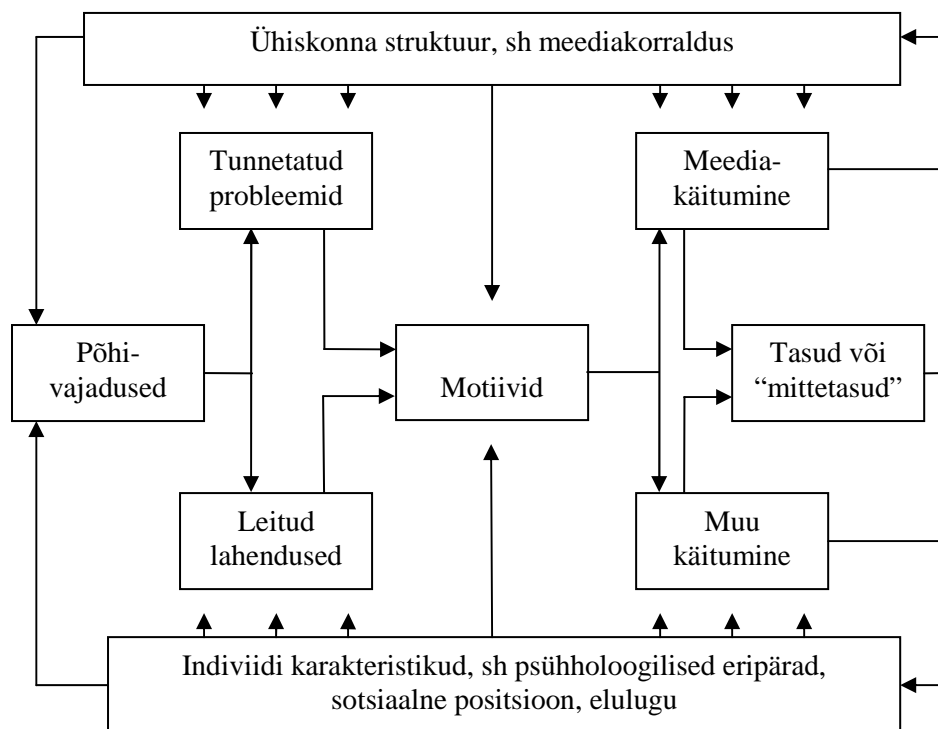 Ühiskonna struktuur, sh meediakorraldus
Tunnetatud
probleemid
Meedia-
käitumine
Põhi-
vajadused
Motiivid
Tasud või
“mittetasud”
Leitud
lahendused
Muu
käitumine
Indiviidi karakteristikud, sh psühholoogilised eripärad,
sotsiaalne positsioon, elulugu